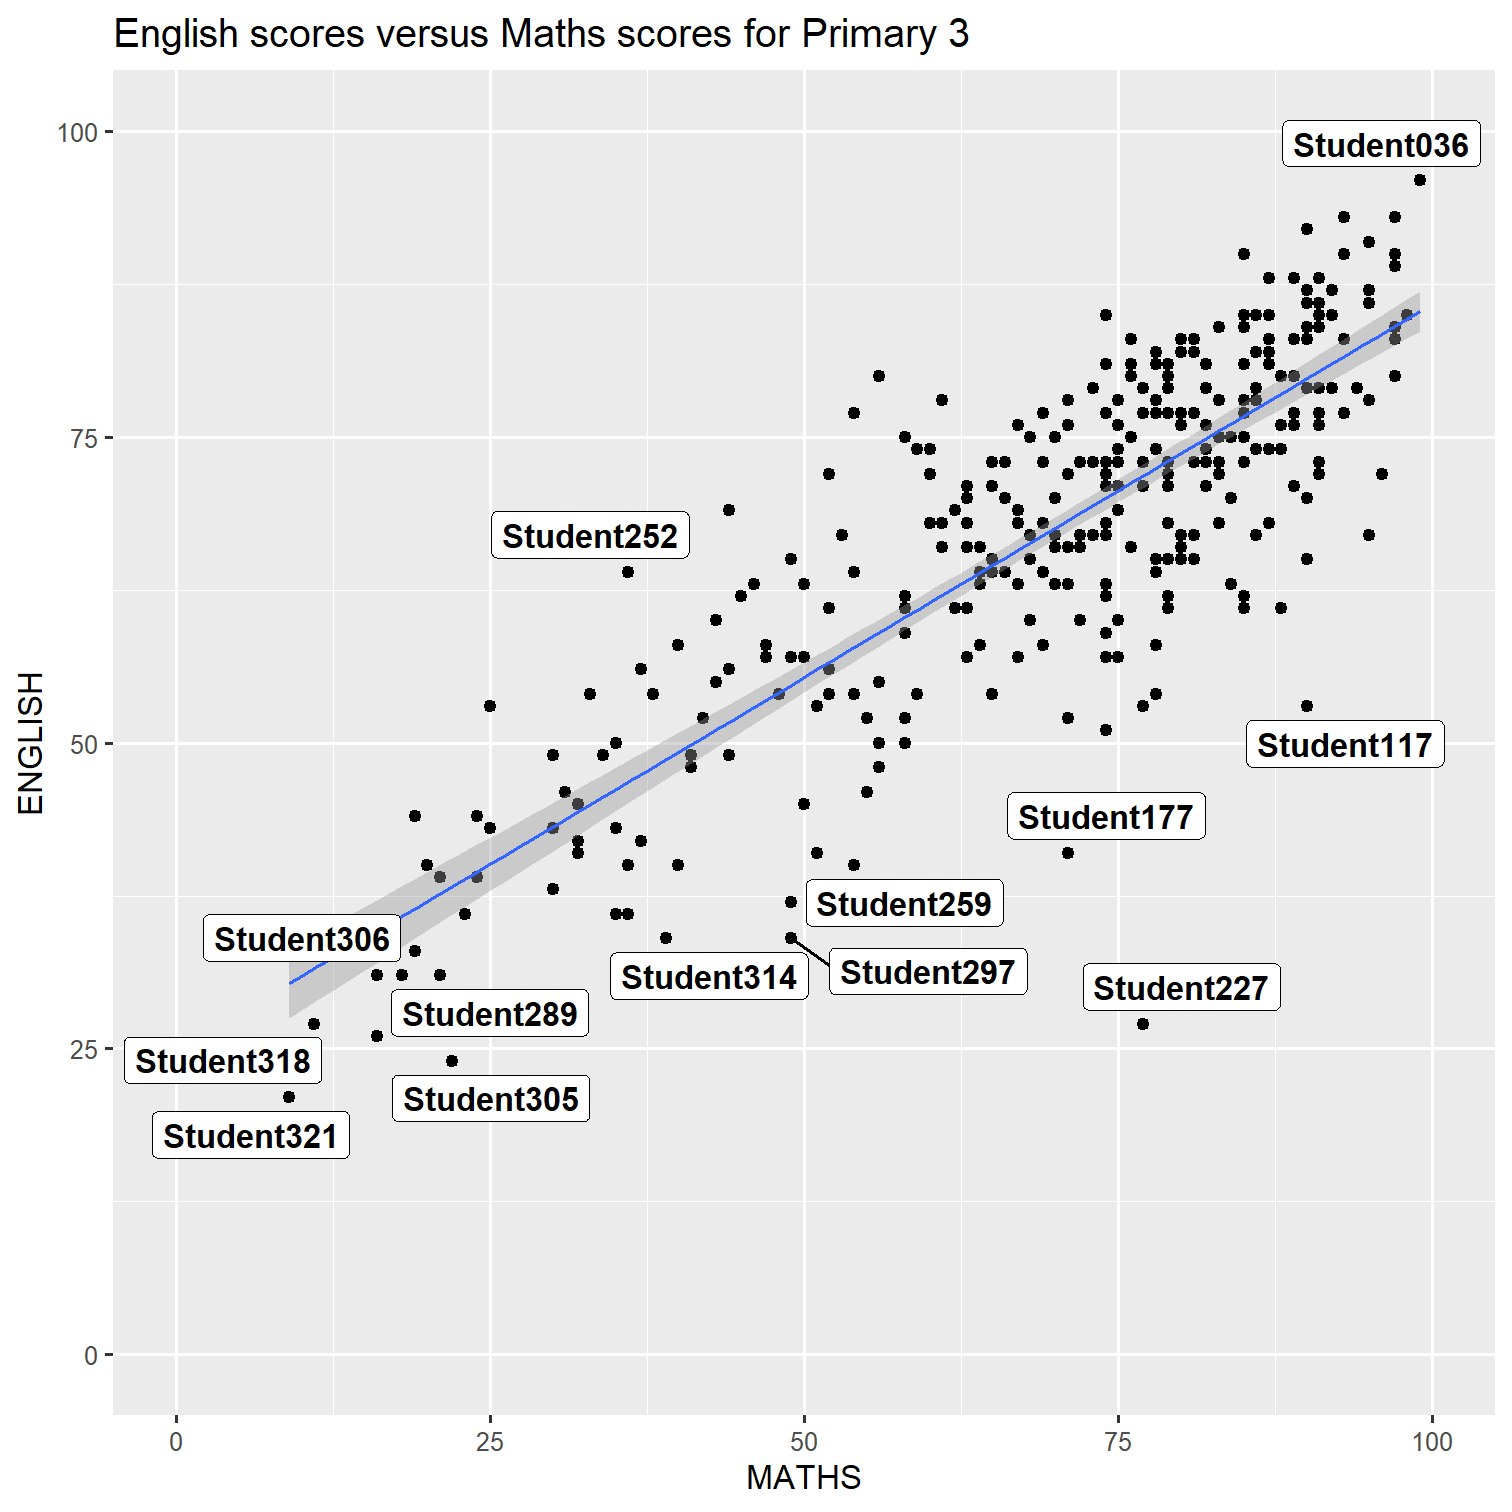 English scores versus Maths scores for Primary 3
100
75
50
25
0
ENGLISH
Student036
Student252
Student117
Student177
Student259
Student306
Student314
Student297
Student227
Student289
Student318
Student305
Student321
0
25
50
75
100
MATHS